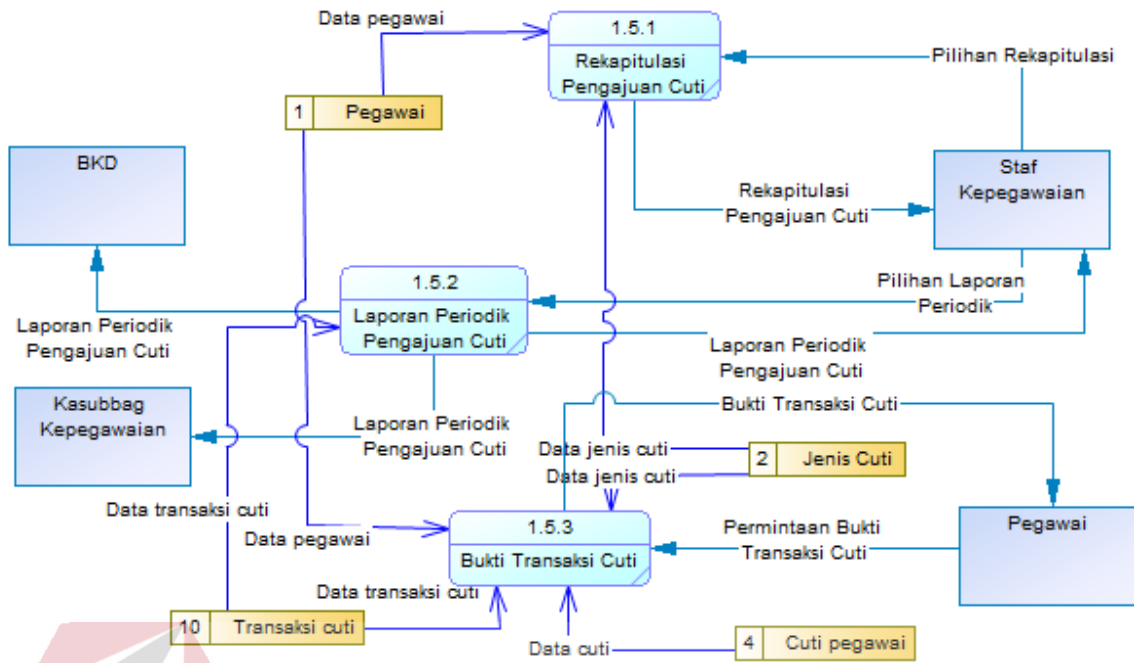 Data pegawai
1.5.1
Rekapitulasi
Pengajuan Cuti
Pilihan Rekapitulasi
1 Pegawai
BKD
Staf
Kepegawaian
Rekapitulasi
Pengajuan Cuti
1.5.2
Laporan Periodik
Pengajuan Cuti
Pilihan Laporan
Periodik
Laporan Periodik
Pengajuan Cuti
Laporan Periodik
Pengajuan Cuti
Kasubbag
Kepegawaian
Laporan Periodik
Pengajuan Cuti
Bukti Transaksi Cuti
Data jenis cuti
2 Jenis Cuti
Data jenis cuti
Data transaksi cuti
Data pegawai
1.5.3
Bukti Transaksi Cuti
Permintaan Bukti
Transaksi Cuti
Pegawai
Data transaksi cuti
10 Transaksi cuti
Data cuti
4 Cuti pegawai